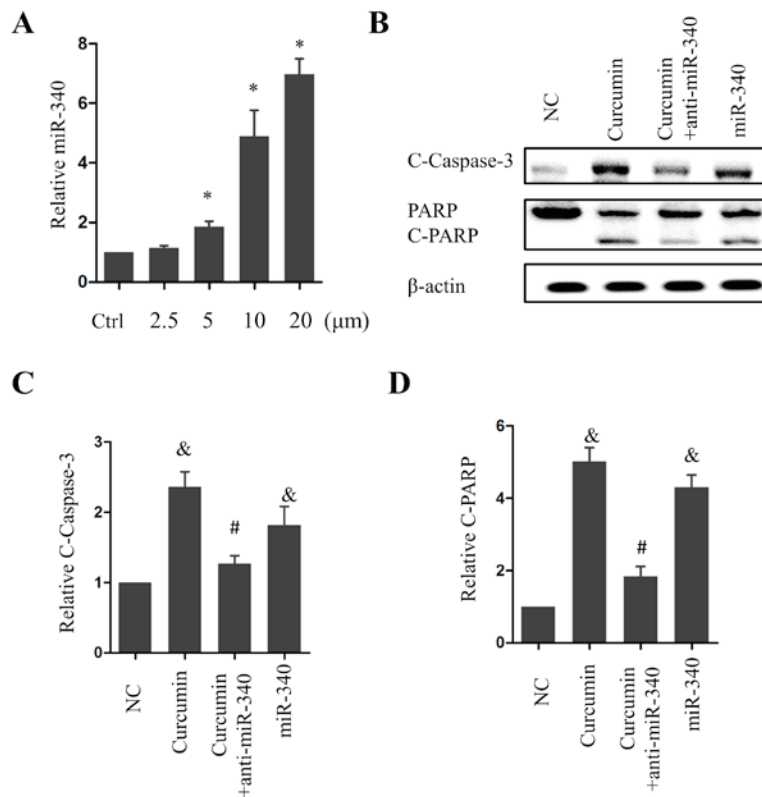 A
Relative miR-340
8
6
4
2
0
*
*
*
Ctrl 2.5 5 10 20 (μm)
B
NC
Curcumin
Curcumin
+anti-miR-340
miR-340
C-Caspase-3
PARP
C-PARP
β-actin
C
Relative C-Caspase-3
3
2
1
0
&
#
&
NC
Curcumin
Curcumin
+anti-miR-340
miR-340
D
Relative C-PARP
6
4
2
0
&
#
&
NC
Curcumin
Curcumin
+anti-miR-340
miR-340